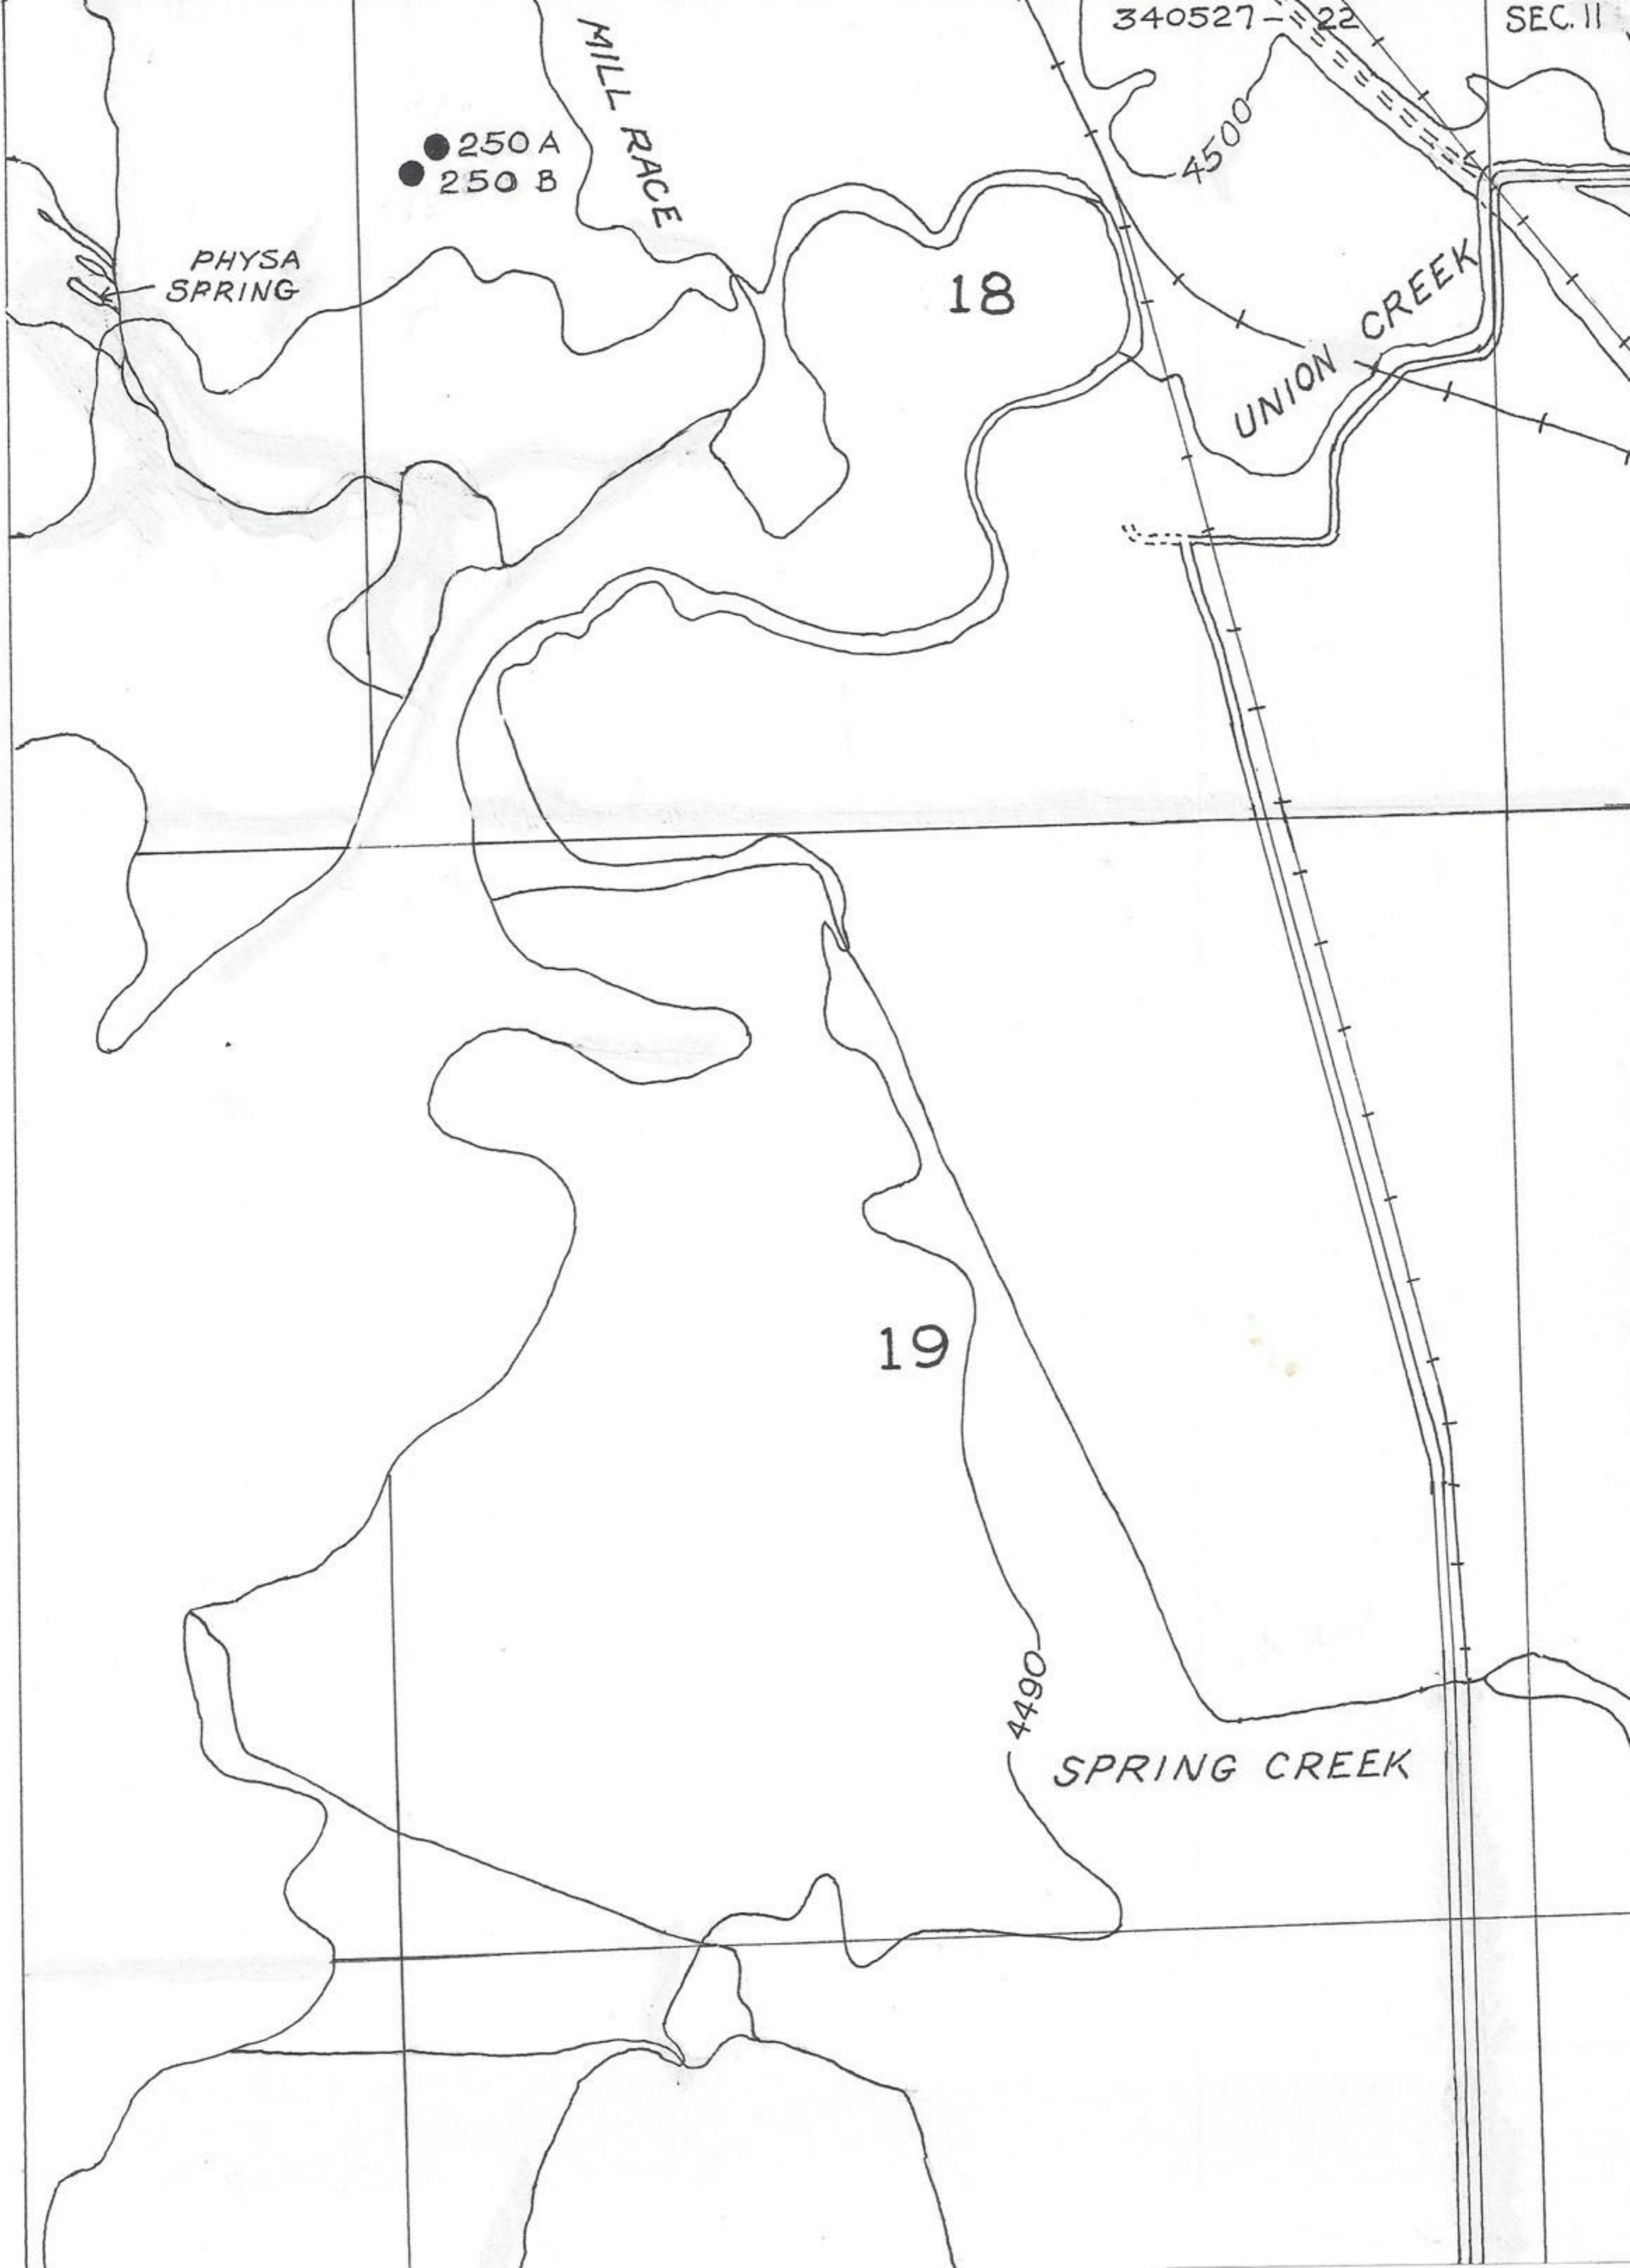 340527-22
SEC. 11
MILL RACE
250 A
250 B
4500
PHYSA
SPRING
18
UNION CREEK
19
4490
SPRING CREEK